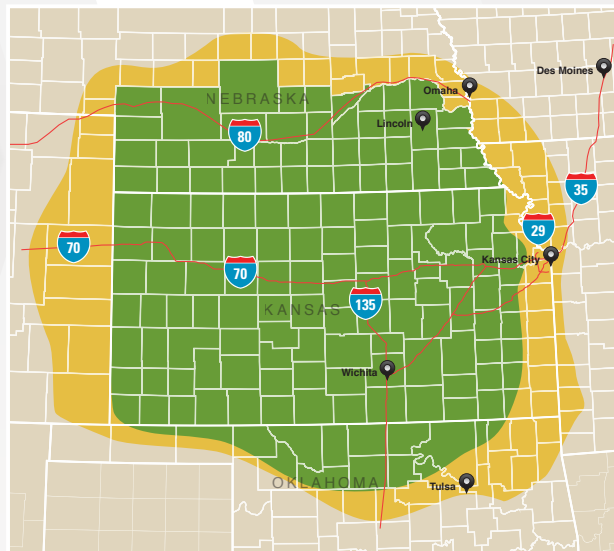 Des Moines
Omaha
NEBRASKA
Lincoln
80
35
29
70
Kansas City
70
135
KANSAS
Wichita
OKLAHOMA
Tulsa